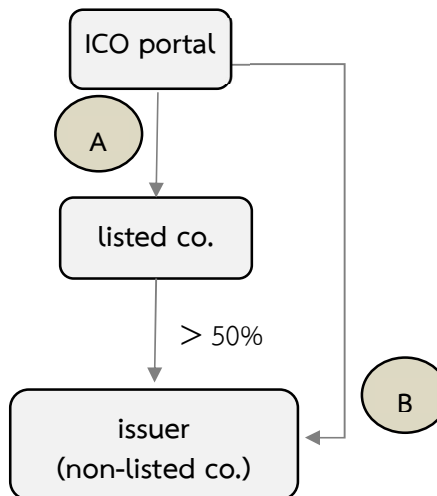 ICO portal
A
listed co.
> 50%
B
issuer
(non-listed co.)